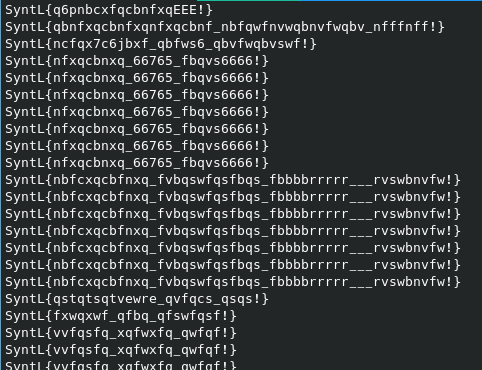 SyntL{q6pnbcxfqcbnfxqEEE!}
SyntL{qbnfxqcbnfxqnfxqcbnf_nbfqwfnvwqbnvfwqbv_nfffnff!}
SyntL{ncfqx7c6jbxf_qbfws6_qbvfwqbvswf!}
SyntL{nfxqcbnxq_66765_fbqvs6666!}
SyntL{nfxqcbnxq_66765_fbqvs6666!}
SyntL{nfxqcbnxq_66765_fbqvs6666!}
SyntL{nfxqcbnxq_66765_fbqvs6666!}
SyntL{nfxqcbnxq_66765_fbqvs6666!}
SyntL{nfxqcbnxq_66765_fbqvs6666!}
SyntL{nfxqcbnxq_66765_fbqvs6666!}
SyntL{nbfcxqcbfnxq_fvbqswfqsfbqs_fbbbbrrrrr___rvswbnvfw!}
SyntL{nbfcxqcbfnxq_fvbqswfqsfbqs_fbbbbrrrrr___rvswbnvfw!}
SyntL{nbfcxqcbfnxq_fvbqswfqsfbqs_fbbbbrrrrr___rvswbnvfw!}
SyntL{nbfcxqcbfnxq_fvbqswfqsfbqs_fbbbbrrrrr___rvswbnvfw!}
SyntL{nbfcxqcbfnxq_fvbqswfqsfbqs_fbbbbrrrrr___rvswbnvfw!}
SyntL{nbfcxqcbfnxq_fvbqswfqsfbqs_fbbbbrrrrr___rvswbnvfw!}
SyntL{nbfcxqcbfnxq_fvbqswfqsfbqs_fbbbbrrrrr___rvswbnvfw!}
SyntL{qstqtsqtvewre_qvfqcs_qsqs!}
SyntL{fxwqxwf_qfbq_qfswfqsf!}
SyntL{vvfqsfq_xqfwxfq_qwfqf!}
SyntL{vvfqsfq_xqfwxfq_qwfqf!}
SyntL{vvfqsfq_xqfwxfq_qwfqf!}